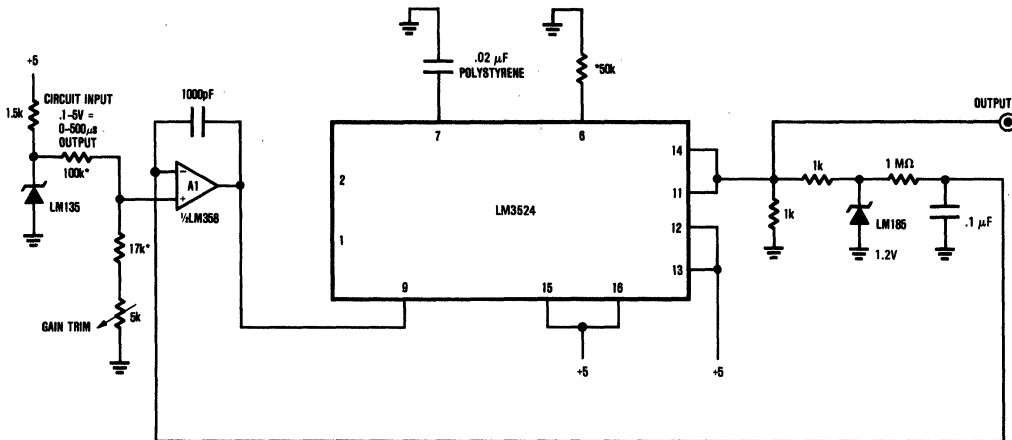 +5
1.5k
CIRCUIT INPUT
.1–5V =
0–500µs
OUTPUT
100k*
LM135
17k*
5k
GAIN TRIM
1000pF
−
A1
+
½LM358
.02 µF
POLYSTYRENE
*50k
7
6
2
1
LM3524
14
11
12
13
9
15
16
+5
+5
OUTPUT
1k
1 MΩ
1k
LM185
1.2V
.1 µF